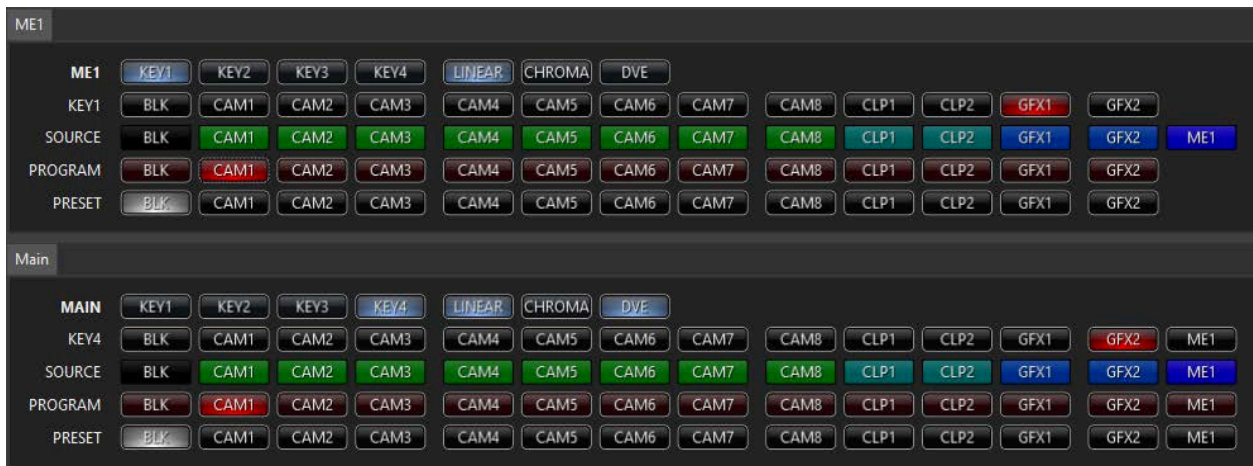 ME1
ME1 KEY1 KEY2 KEY3 KEY4 LINEAR CHROMA DVE
KEY1 BLK CAM1 CAM2 CAM3 CAM4 CAM5 CAM6 CAM7 CAM8 CLP1 CLP2 GFX1 GFX2
SOURCE BLK CAM1 CAM2 CAM3 CAM4 CAM5 CAM6 CAM7 CAM8 CLP1 CLP2 GFX1 GFX2 ME1
PROGRAM BLK CAM1 CAM2 CAM3 CAM4 CAM5 CAM6 CAM7 CAM8 CLP1 CLP2 GFX1 GFX2
PRESET BLK CAM1 CAM2 CAM3 CAM4 CAM5 CAM6 CAM7 CAM8 CLP1 CLP2 GFX1 GFX2
Main
MAIN KEY1 KEY2 KEY3 KEY4 LINEAR CHROMA DVE
KEY4 BLK CAM1 CAM2 CAM3 CAM4 CAM5 CAM6 CAM7 CAM8 CLP1 CLP2 GFX1 GFX2 ME1
SOURCE BLK CAM1 CAM2 CAM3 CAM4 CAM5 CAM6 CAM7 CAM8 CLP1 CLP2 GFX1 GFX2 ME1
PROGRAM BLK CAM1 CAM2 CAM3 CAM4 CAM5 CAM6 CAM7 CAM8 CLP1 CLP2 GFX1 GFX2 ME1
PRESET BLK CAM1 CAM2 CAM3 CAM4 CAM5 CAM6 CAM7 CAM8 CLP1 CLP2 GFX1 GFX2 ME1